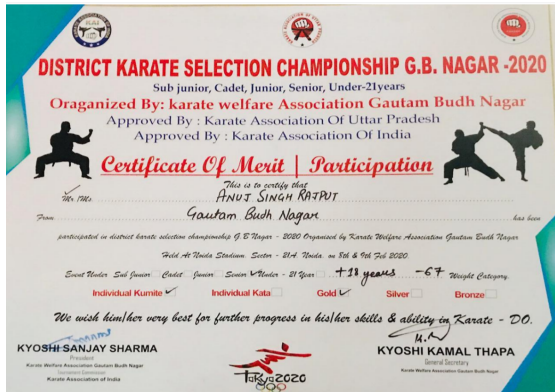 DISTRICT KARATE SELECTION CHAMPIONSHIP G.B. NAGAR -2020
Sub junior, Cadet, Junior, Senior, Under-21years
Oraganized By: karate welfare Association Gautam Budh Nagar
Approved By : Karate Association Of Uttar Pradesh
Approved By : Karate Association Of India
Certificate Of Merit | Participation
This is to certify that
Mr. /Ms. ANUJ SINGH RAJPUT
From Gautam Budh Nagar has been
participated in district karate selection championship G.B Nagar - 2020 Organised by Karate Welfare Association Gautam Budh Nagar
Held At Noida Stadium, Sector - 21A, Noida, on 8th & 9th Feb 2020.
Event Under Sub Junior Cadet Junior Senior Under - 21 Year +18 years -67 Weight Category.
Individual Kumite Individual Kata Gold Silver Bronze
We wish him/her very best for further progress in his/her skills & ability in Karate - DO.
KYOSHI SANJAY SHARMA
President
Karate Welfare Association Gautam Budh Nagar
Karate Association of India
KYOSHI KAMAL THAPA
General Secretary
Karate Welfare Association Gautam Budh Nagar
Tokyo 2020